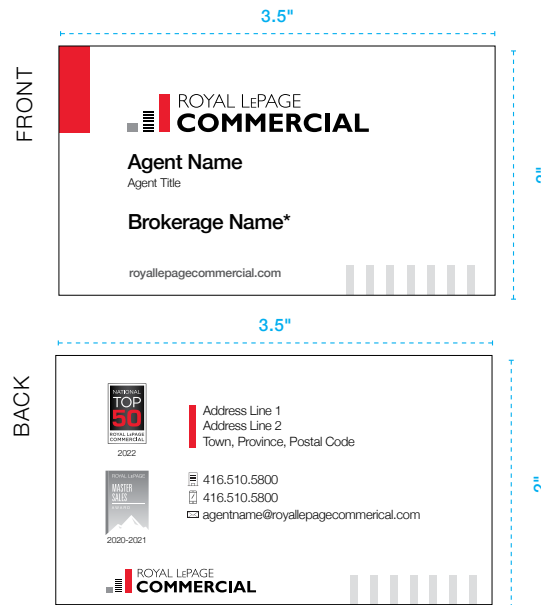 3.5"
FRONT
ROYAL LEPAGE
COMMERCIAL
Agent Name
Agent Title
Brokerage Name*
royallepagecommercial.com
2"
3.5"
BACK
NATIONAL
TOP
50
ROYAL LEPAGE
COMMERCIAL
2022
Address Line 1
Address Line 2
Town, Province, Postal Code
ROYAL LEPAGE
MASTER
SALES
AWARD
2020-2021
416.510.5800
416.510.5800
agentname@royallepagecommerical.com
ROYAL LEPAGE
COMMERCIAL
2"